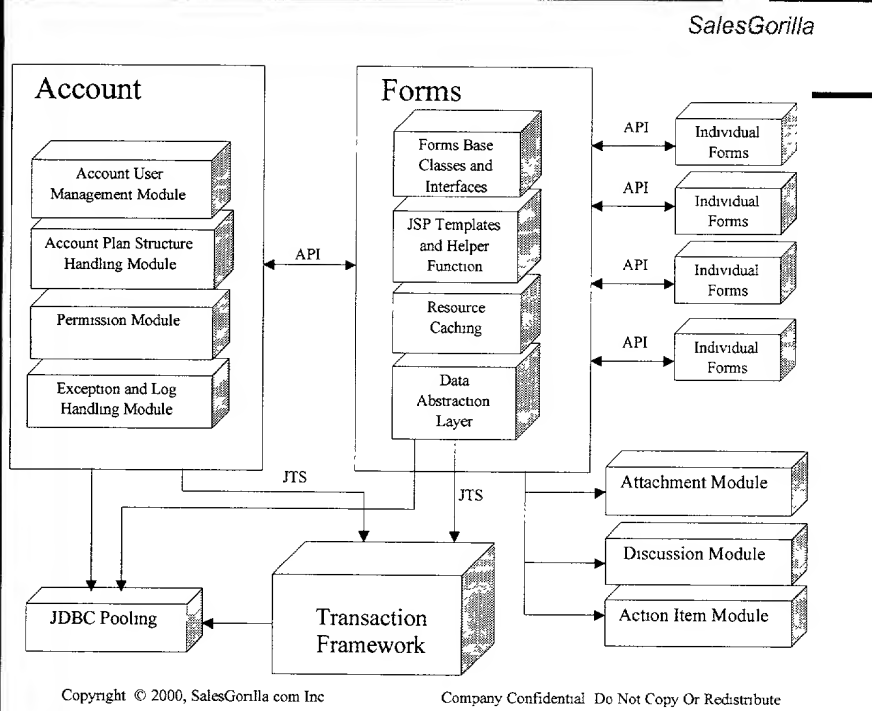 SalesGorilla
Account
Account User
Management Module
Account Plan Structure
Handling Module
Permission Module
Exception and Log
Handling Module
API
Forms
Forms Base
Classes and
Interfaces
JSP Templates
and Helper
Function
Resource
Caching
Data
Abstraction
Layer
API
Individual
Forms
API
Individual
Forms
API
Individual
Forms
API
Individual
Forms
JTS
JTS
Attachment Module
Discussion Module
Action Item Module
JDBC Pooling
Transaction
Framework
Copyright © 2000, SalesGorilla com Inc
Company Confidential Do Not Copy Or Redistribute